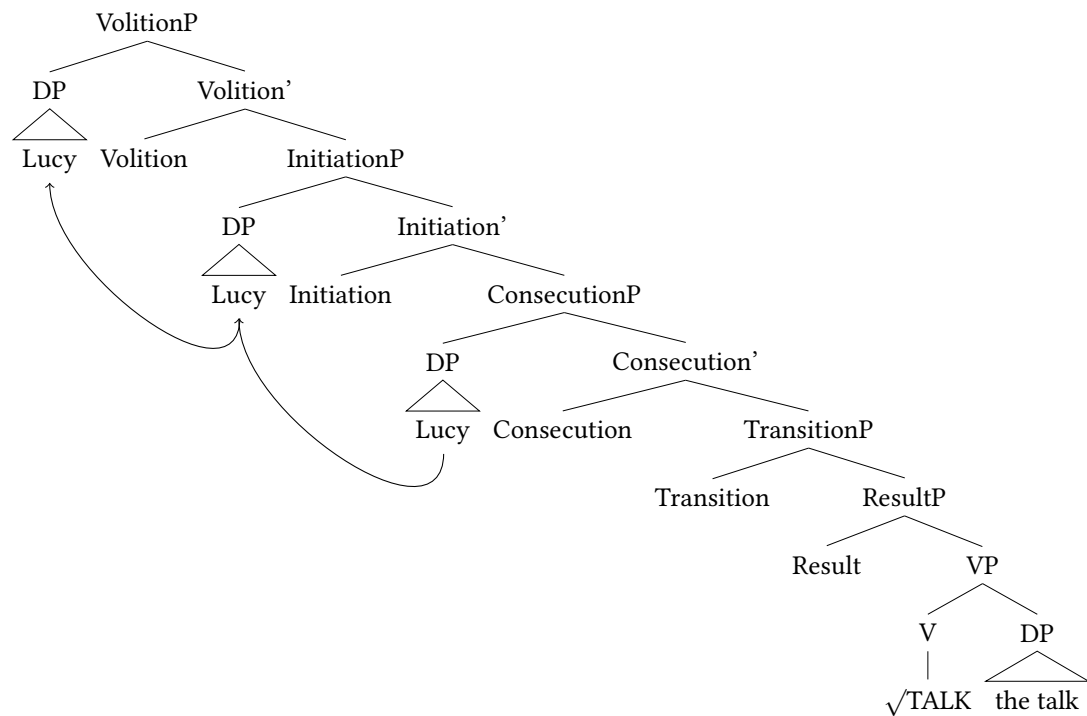 VolitionP
DP Volition’
Lucy Volition InitiationP
DP Initiation’
Lucy Initiation ConsecutionP
DP Consecution’
Lucy Consecution TransitionP
Transition ResultP
Result VP
V DP
√TALK the talk